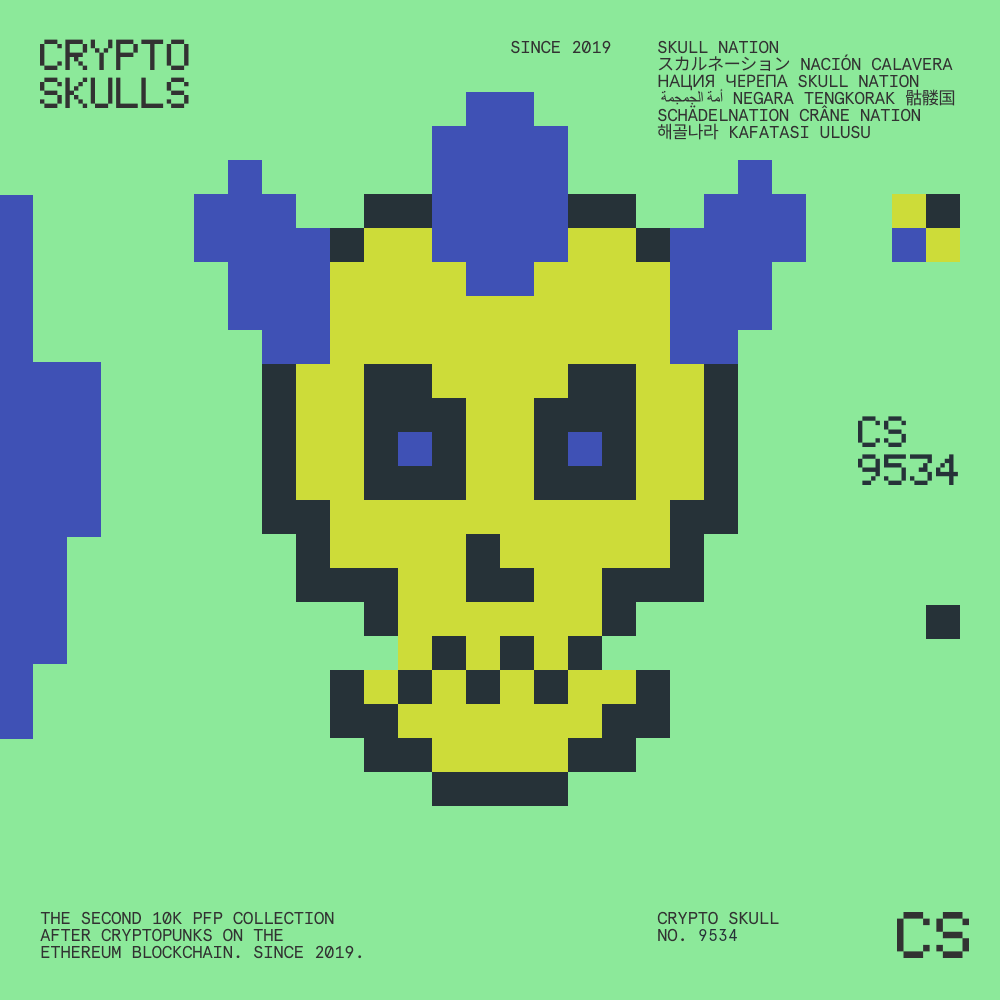 CRYPTO
SKULLS
SINCE 2019
SKULL NATION
スカルネーション NACIÓN CALAVERA
НАЦИЯ ЧЕРЕПА SKULL NATION
أمة الجمجمة NEGARA TENGKORAK 骷髅国
SCHÄDELNATION CRÂNE NATION
해골나라 KAFATASI ULUSU
CS
9534
THE SECOND 10K PFP COLLECTION
AFTER CRYPTOPUNKS ON THE
ETHEREUM BLOCKCHAIN. SINCE 2019.
CRYPTO SKULL
NO. 9534
CS